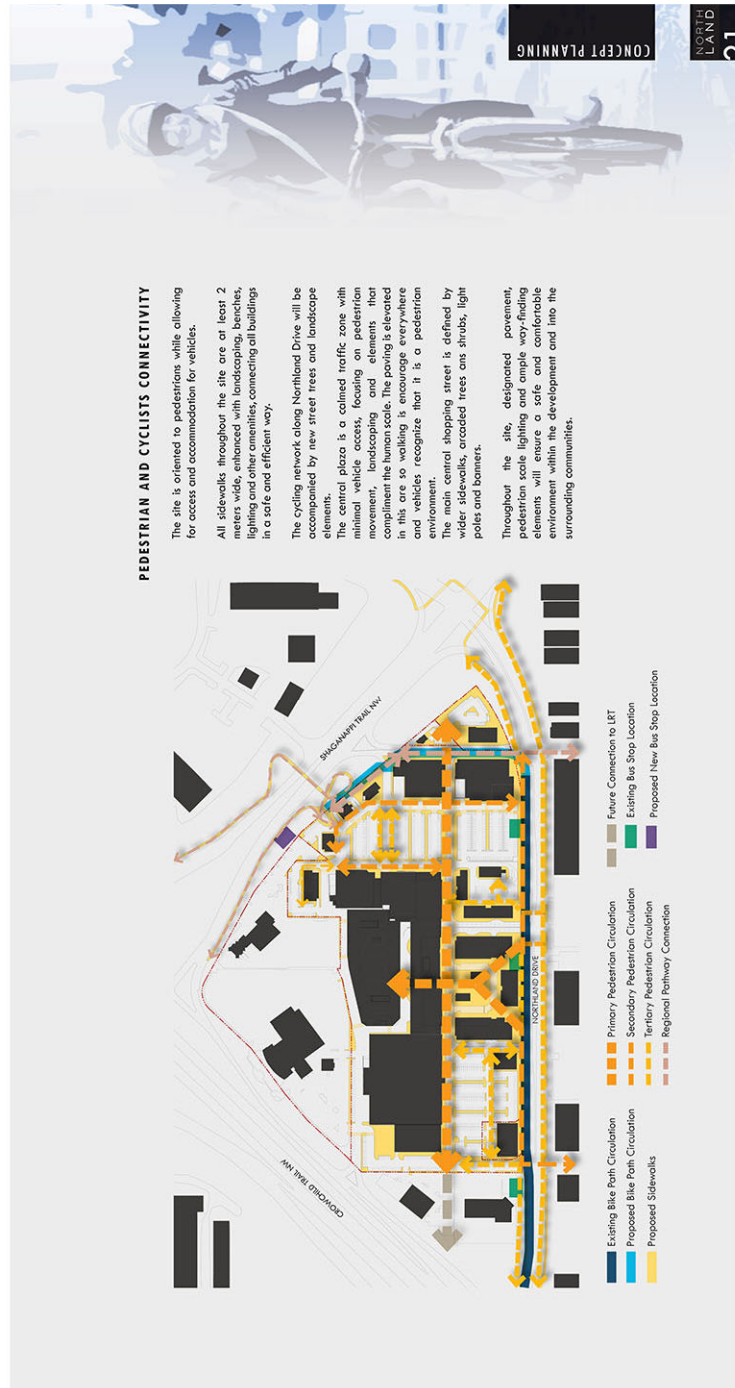 CONCEPT PLANNING
NORTH
LAND
21
PEDESTRIAN AND CYCLISTS CONNECTIVITY
The site is oriented to pedestrians while allowing
for access and accommodation for vehicles.
All sidewalks throughout the site are at least 2
meters wide, enhanced with landscaping, benches,
lighting and other amenities, connecting all buildings
in a safe and efficient way.
The cycling network along Northland Drive will be
accompanied by new street trees and landscape
elements.
The central plaza is a calmed traffic zone with
minimal vehicle access, focusing on pedestrian
movement, landscaping and elements that
compliment the human scale. The paving is elevated
in this are so walking is encourage everywhere
and vehicles recognize that it is a pedestrian
environment.
The main central shopping street is defined by
wider sidewalks, arcaded trees ans shrubs, light
poles and banners.
Throughout the site, designated pavement,
pedestrian scale lighting and ample way-finding
elements will ensure a safe and comfortable
environment within the development and into the
surrounding communities.
CROWCHILD TRAIL NW
SHAGANAPPI TRAIL NW
NORTHLAND DRIVE
Existing Bike Path Circulation
Proposed Bike Path Circulation
Proposed Sidewalks
Primary Pedestrian Circulation
Secondary Pedestrian Circulation
Tertiary Pedestrian Circulation
Regional Pathway Connection
Future Connection to LRT
Existing Bus Stop Location
Proposed New Bus Stop Location